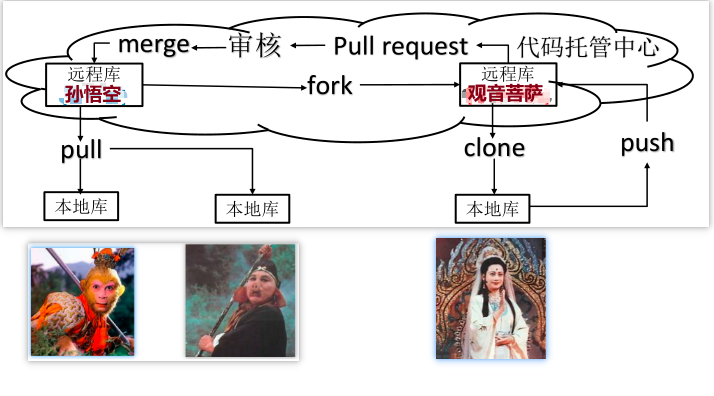 merge
审核
Pull request
代码托管中心
远程库
孙悟空
fork
远程库
观音菩萨
pull
clone
push
本地库
本地库
本地库